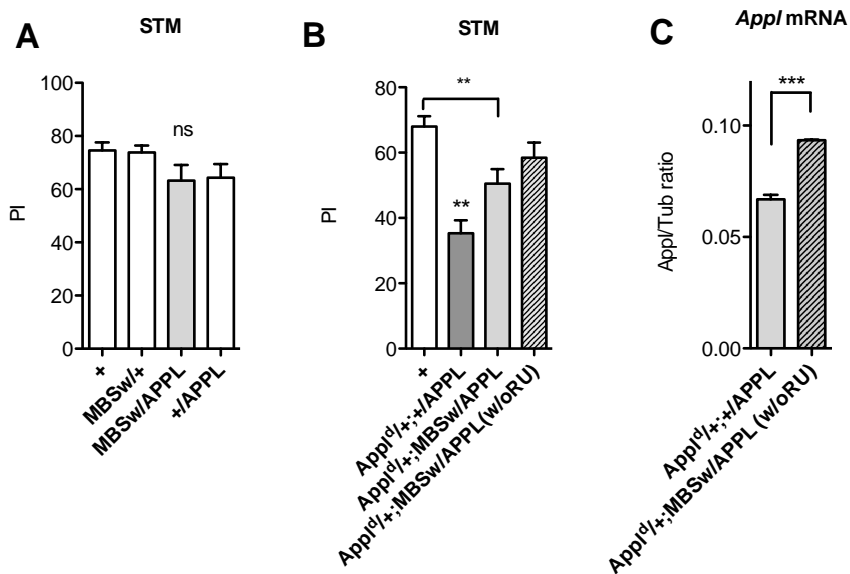 A
STM
100
80
60
40
20
0
PI
ns
+
MBSw/+
MBSw/APPL
+/APPL
B
STM
80
60
40
20
0
PI
**
**
+
Appl^d/+;+/APPL
Appl^d/+;MBSw/APPL
Appl^d/+;MBSw/APPL(w/oRU)
C
Appl mRNA
0.10
0.05
0.00
Appl/Tub ratio
***
Appl^d/+;+/APPL
Appl^d/+;MBSw/APPL (w/oRU)